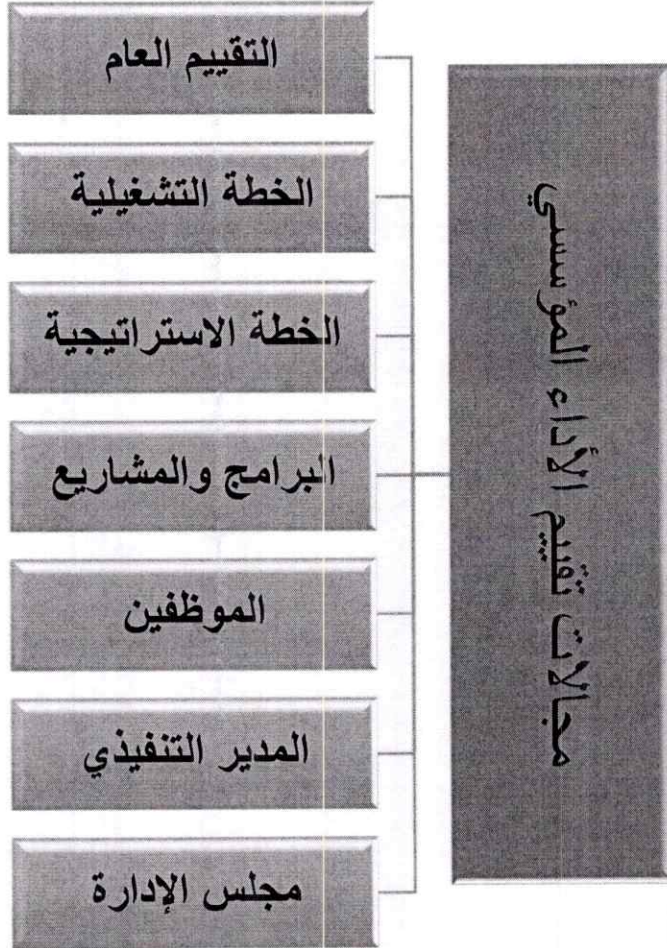 مجالات تقييم الأداء المؤسسي
التقييم العام
الخطة التشغيلية
الخطة الاستراتيجية
البرامج والمشاريع
الموظفين
المدير التنفيذي
مجلس الإدارة